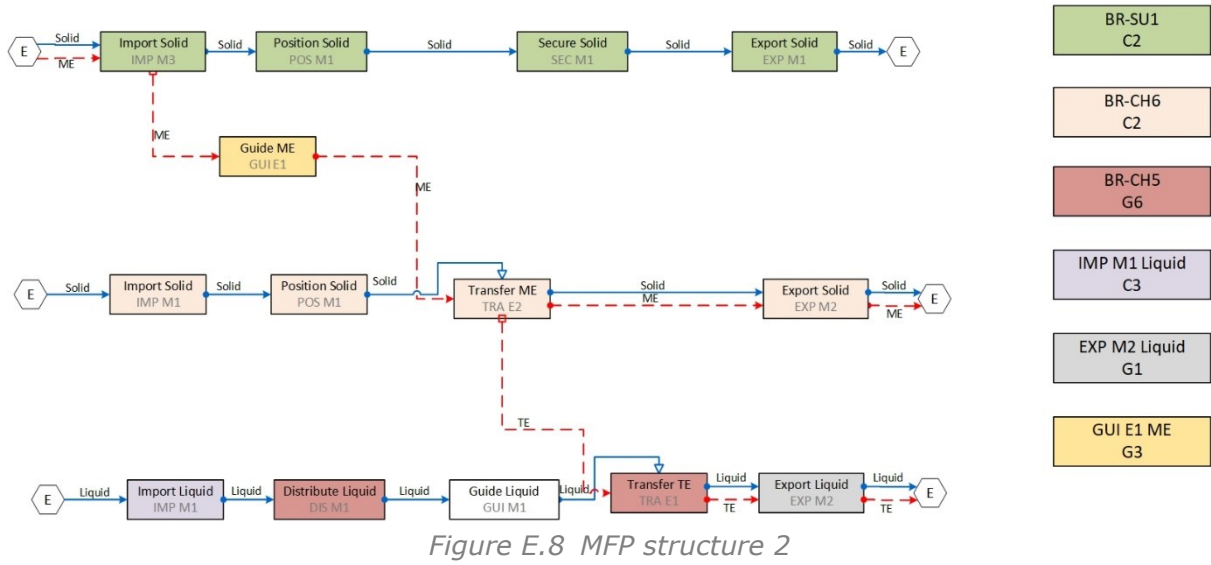 BR-SU1
C2
E
Solid
ME
Import Solid
IMP M3
Solid
Position Solid
POS M1
Solid
Secure Solid
SEC M1
Solid
Export Solid
EXP M1
Solid
E
BR-CH6
C2
ME
Guide ME
GUI E1
ME
BR-CH5
G6
E
Solid
Import Solid
IMP M1
Solid
Position Solid
POS M1
Solid
Transfer ME
TRA E2
Solid
ME
Export Solid
EXP M2
Solid
ME
E
IMP M1 Liquid
C3
EXP M2 Liquid
G1
TE
GUI E1 ME
G3
E
Liquid
Import Liquid
IMP M1
Liquid
Distribute Liquid
DIS M1
Liquid
Guide Liquid
GUI M1
Liquid
Transfer TE
TRA E1
Liquid
TE
Export Liquid
EXP M2
Liquid
TE
E
Figure E.8 MFP structure 2